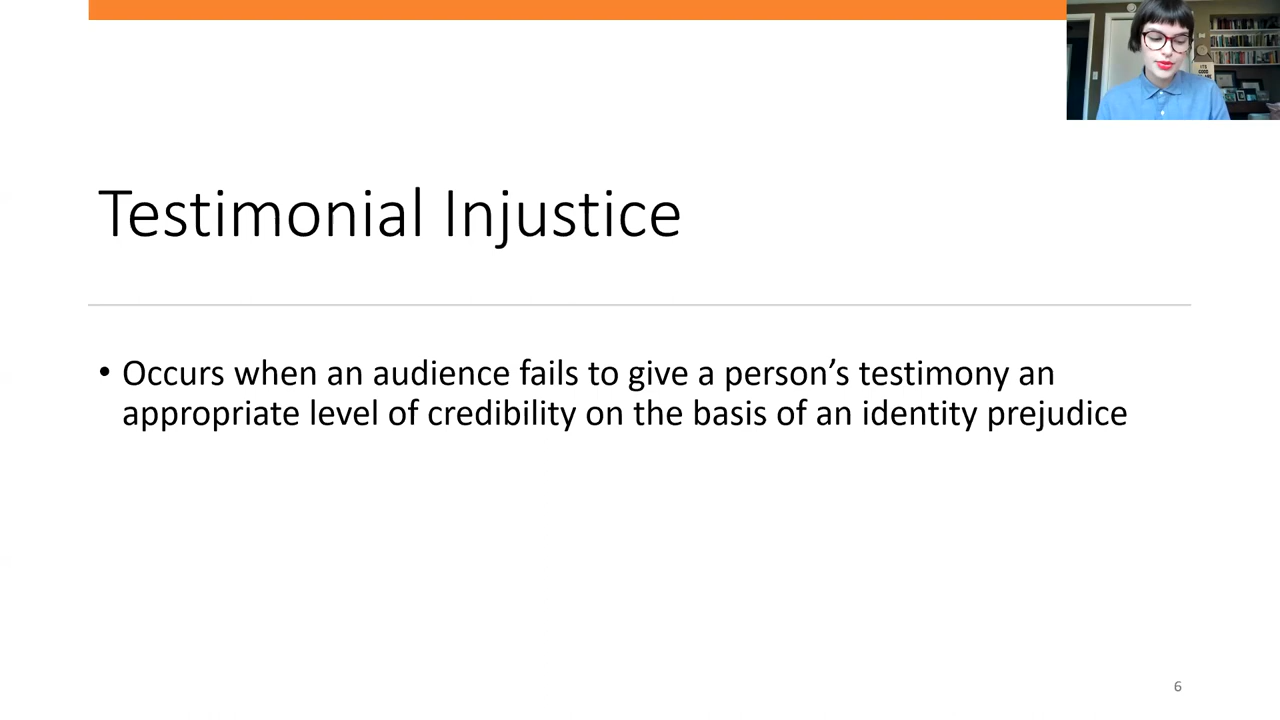 Testimonial Injustice
• Occurs when an audience fails to give a person’s testimony an
appropriate level of credibility on the basis of an identity prejudice
6